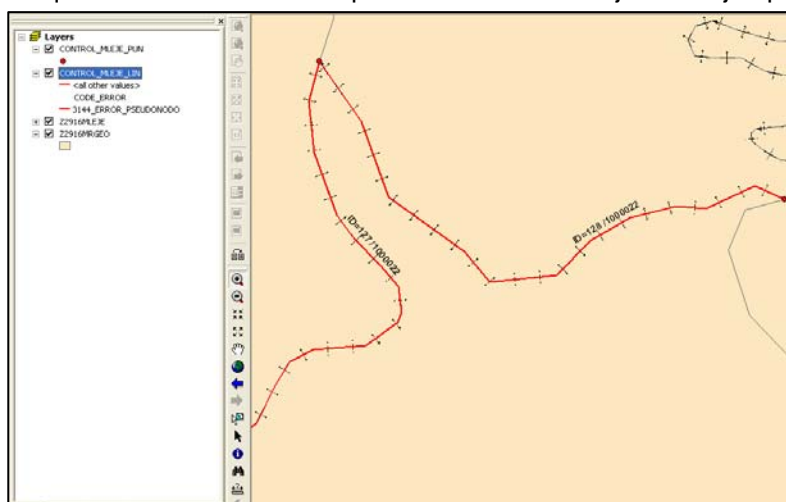 Layers
CONTROL_MLEJE_PUN
CONTROL_MLEJE_LIN
<all other values>
CODE_ERROR
3144_ERROR_PSEUDONODO
Z2916MLEJE
Z2916MRGEO
ID=127/1000022
ID=128/1000022